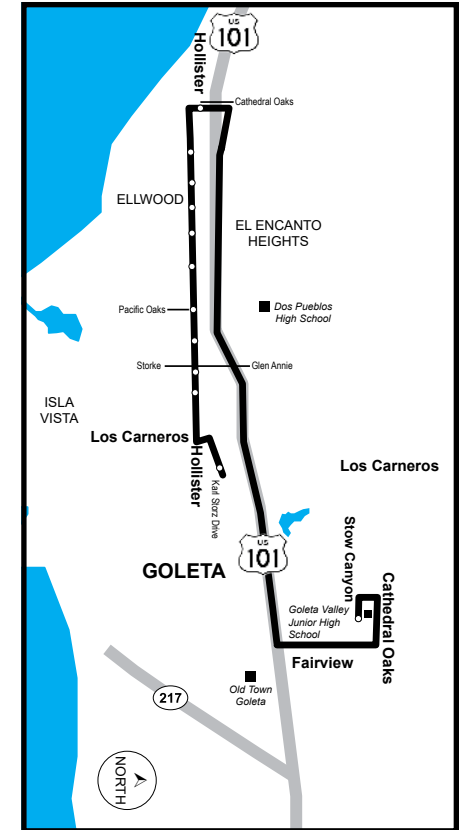 US
101
Hollister
Cathedral Oaks
ELLWOOD
EL ENCANTO
HEIGHTS
Pacific Oaks
Dos Pueblos
High School
Storke
Glen Annie
ISLA
VISTA
Los Carneros
Hollister
Karl Storz Drive
Los Carneros
US
101
GOLETA
Stow Canyon
Cathedral Oaks
Goleta Valley
Junior High
School
Fairview
Old Town
Goleta
217
NORTH